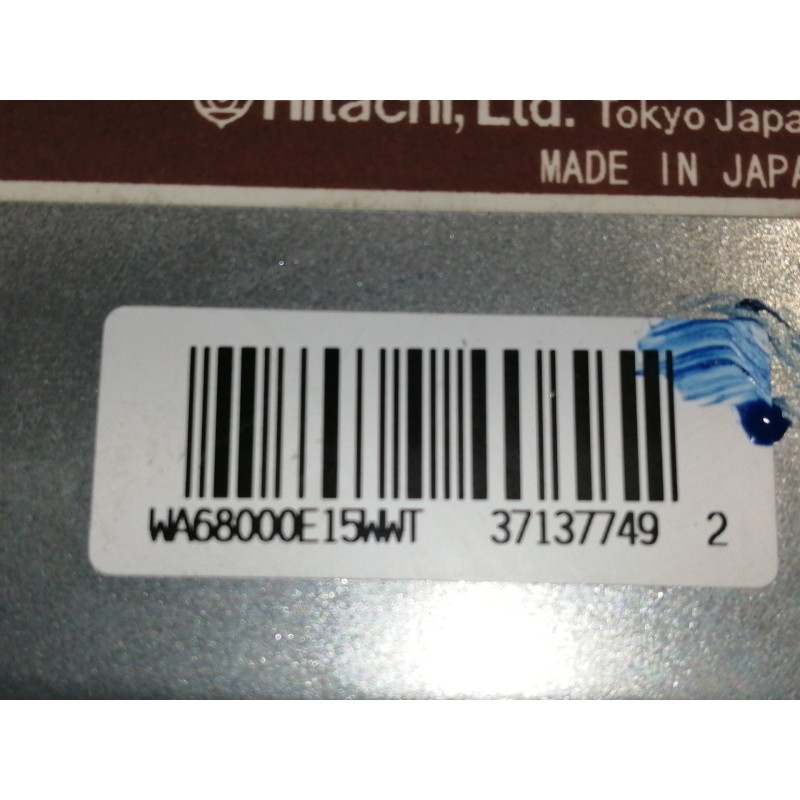 Hitachi, Ltd. Tokyo Japa
MADE IN JAPA
WA68000E15WWT 37137749 2